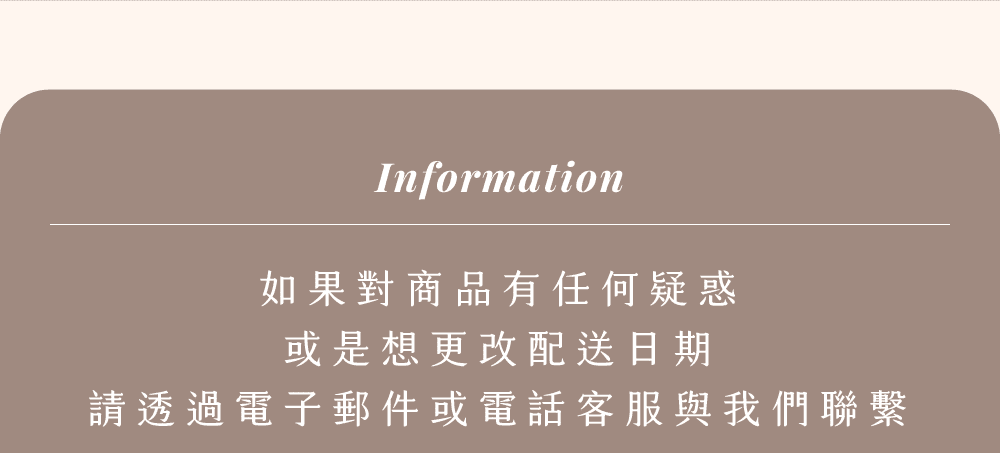 Information
如果對商品有任何疑惑
或是想更改配送日期
請透過電子郵件或電話客服與我們聯繫